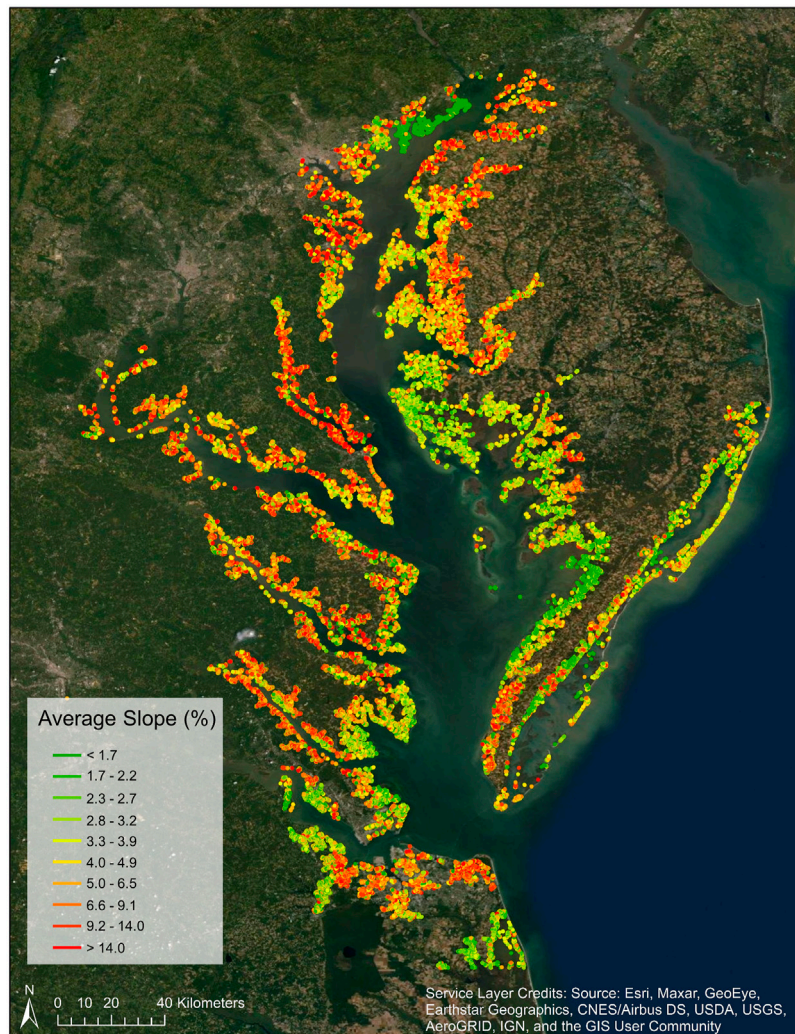 Average Slope (%)
< 1.7
1.7 - 2.2
2.3 - 2.7
2.8 - 3.2
3.3 - 3.9
4.0 - 4.9
5.0 - 6.5
6.6 - 9.1
9.2 - 14.0
> 14.0
N
0 10 20 40 Kilometers
Service Layer Credits: Source: Esri, Maxar, GeoEye,
Earthstar Geographics, CNES/Airbus DS, USDA, USGS,
AeroGRID, IGN, and the GIS User Community